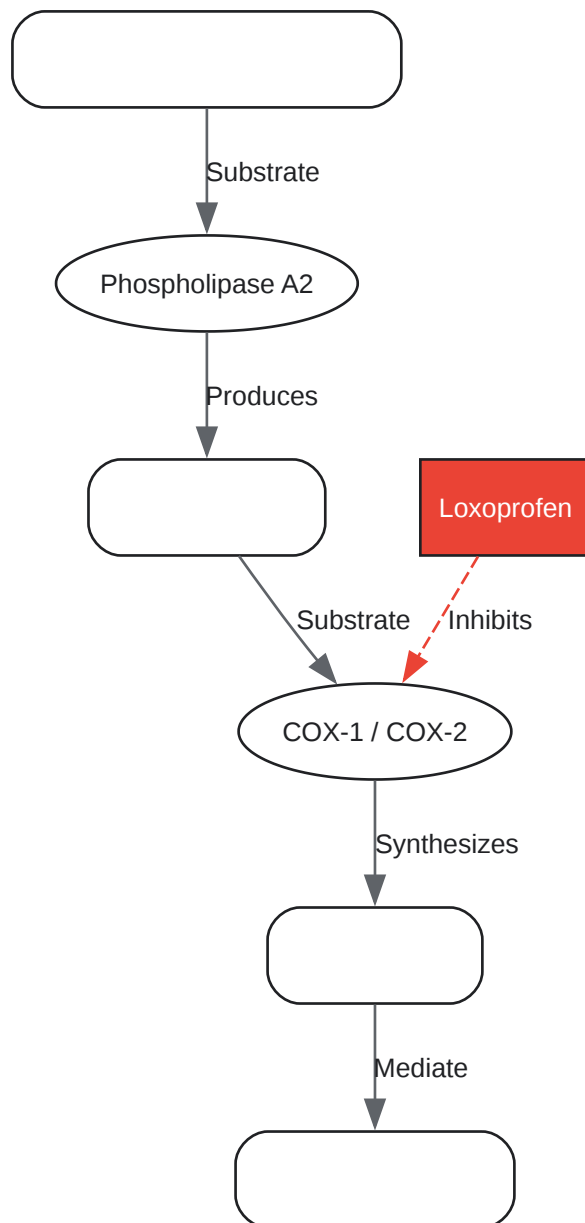 Substrate
Phospholipase A2
Produces
Loxoprofen
Substrate
Inhibits
COX-1 / COX-2
Synthesizes
Mediate